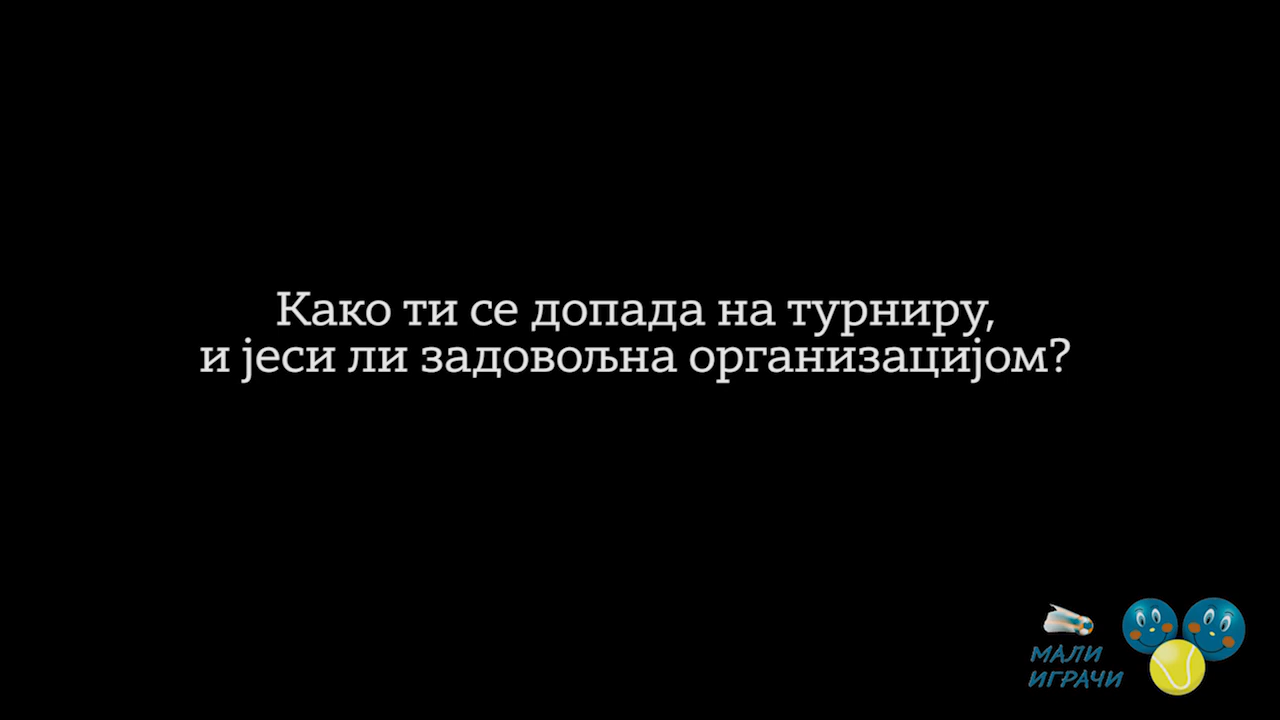 Како ти се допада на турниру,
и јеси ли задовољна организацијом?
МАЛИ
ИГРАЧИ